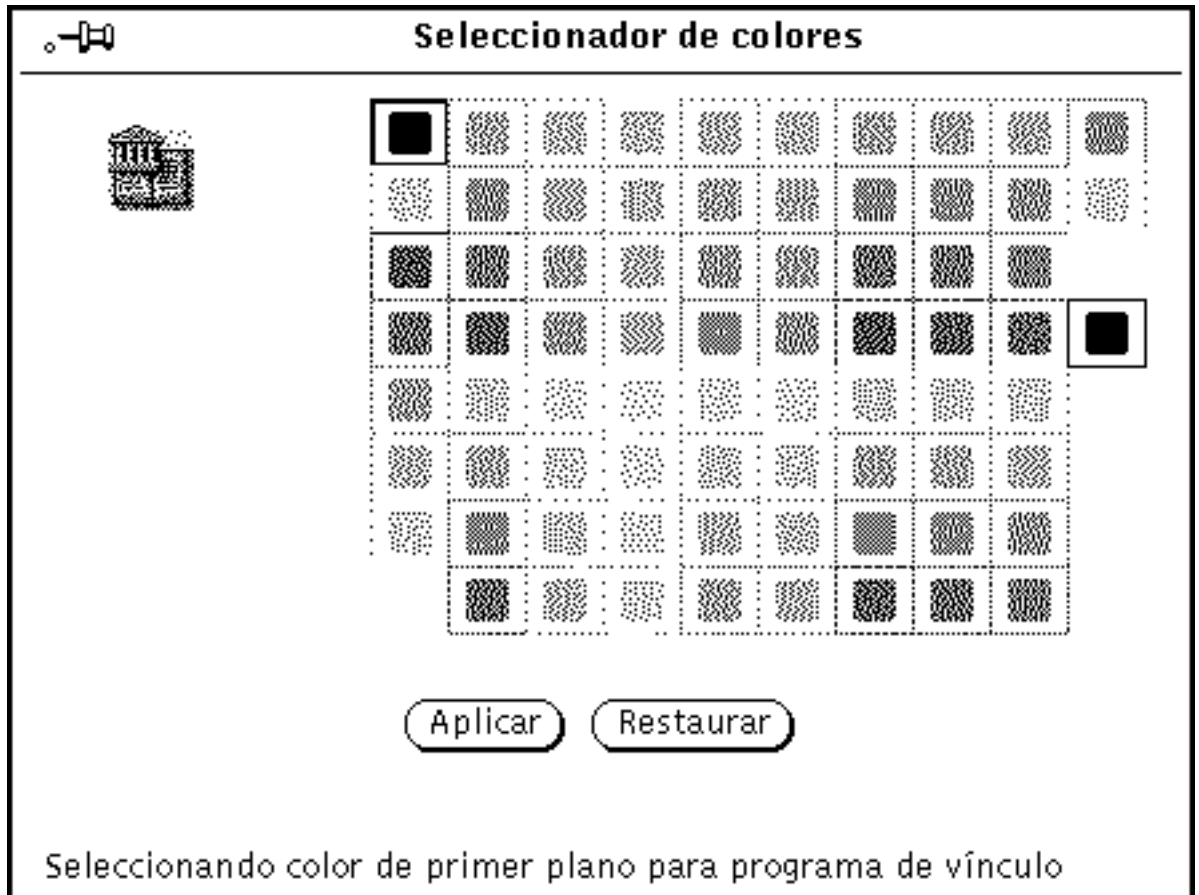 Seleccionador de colores
Aplicar Restaurar
Seleccionando color de primer plano para programa de vínculo